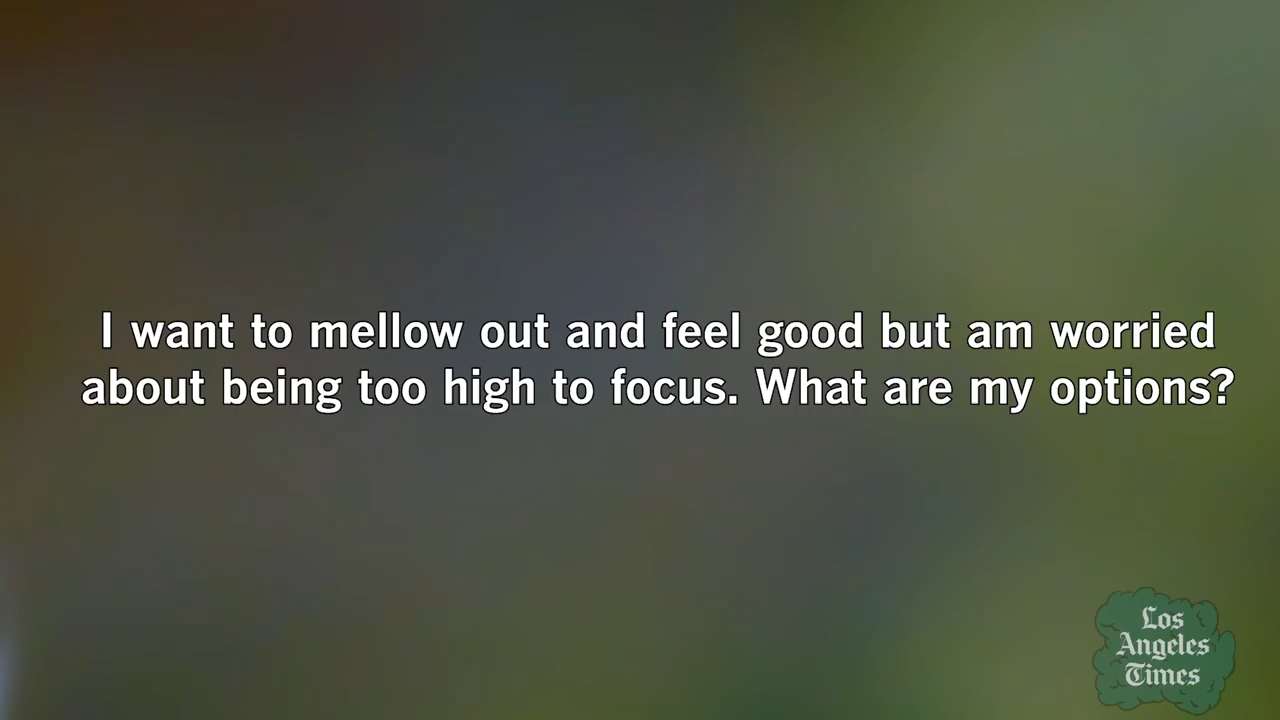 I want to mellow out and feel good but am worried
about being too high to focus. What are my options?
Los
Angeles
Times